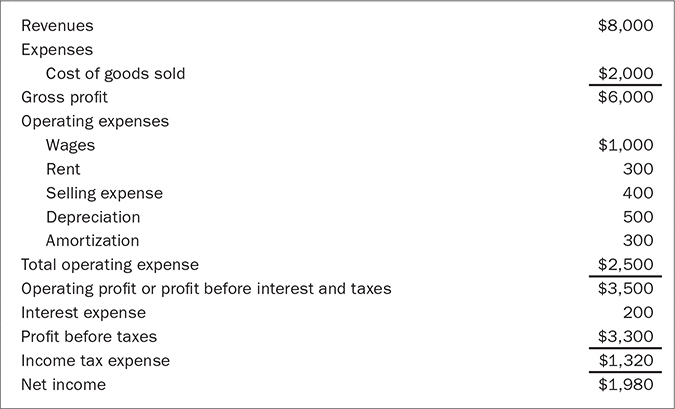 Revenues $8,000
Expenses
Cost of goods sold $2,000
Gross profit $6,000
Operating expenses
Wages $1,000
Rent 300
Selling expense 400
Depreciation 500
Amortization 300
Total operating expense $2,500
Operating profit or profit before interest and taxes $3,500
Interest expense 200
Profit before taxes $3,300
Income tax expense $1,320
Net income $1,980